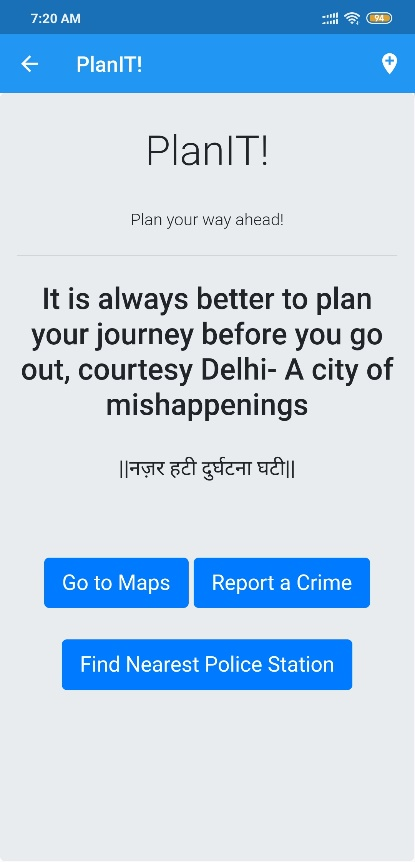 7:20 AM
94
PlanIT!
PlanIT!
Plan your way ahead!
It is always better to plan
your journey before you go
out, courtesy Delhi- A city of
mishappenings
||नज़र हटी दुर्घटना घटी||
Go to Maps
Report a Crime
Find Nearest Police Station